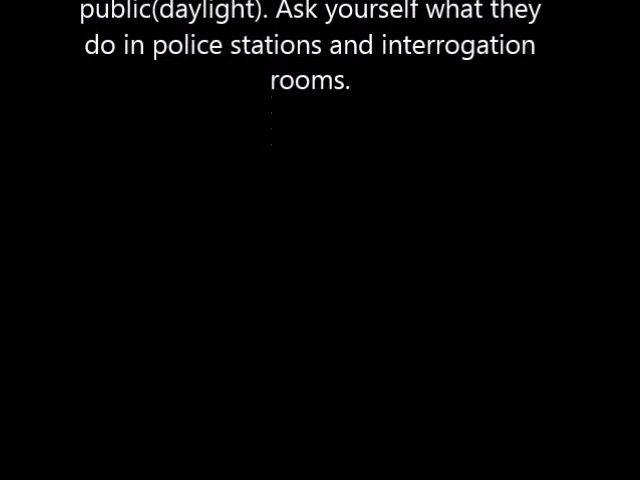 public(daylight). Ask yourself what they
do in police stations and interrogation
rooms.